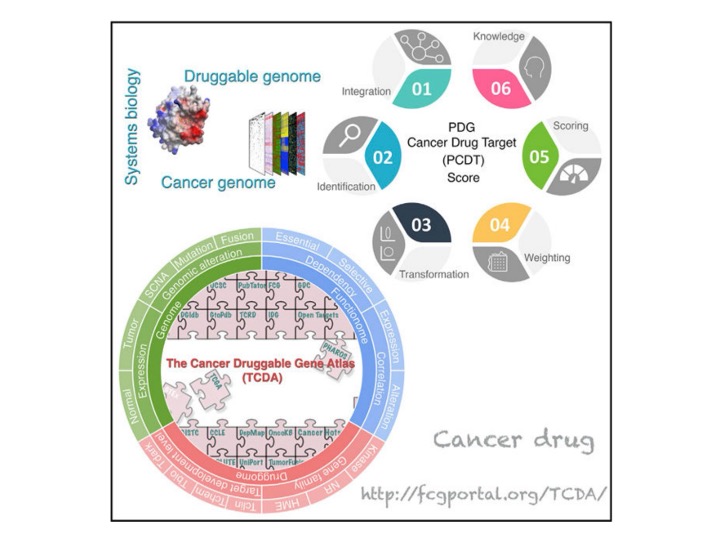 Systems biology
Druggable genome
Cancer genome
Knowledge
Integration
01
06
PDG
Cancer Drug Target
(PCDT)
Score
02
Identification
05
Scoring
03
Transformation
04
Weighting
Fusion
Mutation
SCNA
Genomic alteration
Genome
Tumor
Normal
Expression
Essential
Selective
Dependency
Functionome
Expression
Alteration
Correlation
UCSC
PubTator
FCG
GDC
DGIdb
GtoPdb
TCRD
IDG
Open Targets
PHAROS
The Cancer Druggable Gene Atlas
(TCDA)
TCGA
CCLE
DepMap
OncoKB
Cancer
UniPort
Kinase
NR
HME
Gene family
Druggome
Target development level
Tdark
Tbio
Tchem
Tclin
Cancer drug
http://fcgportal.org/TCDA/